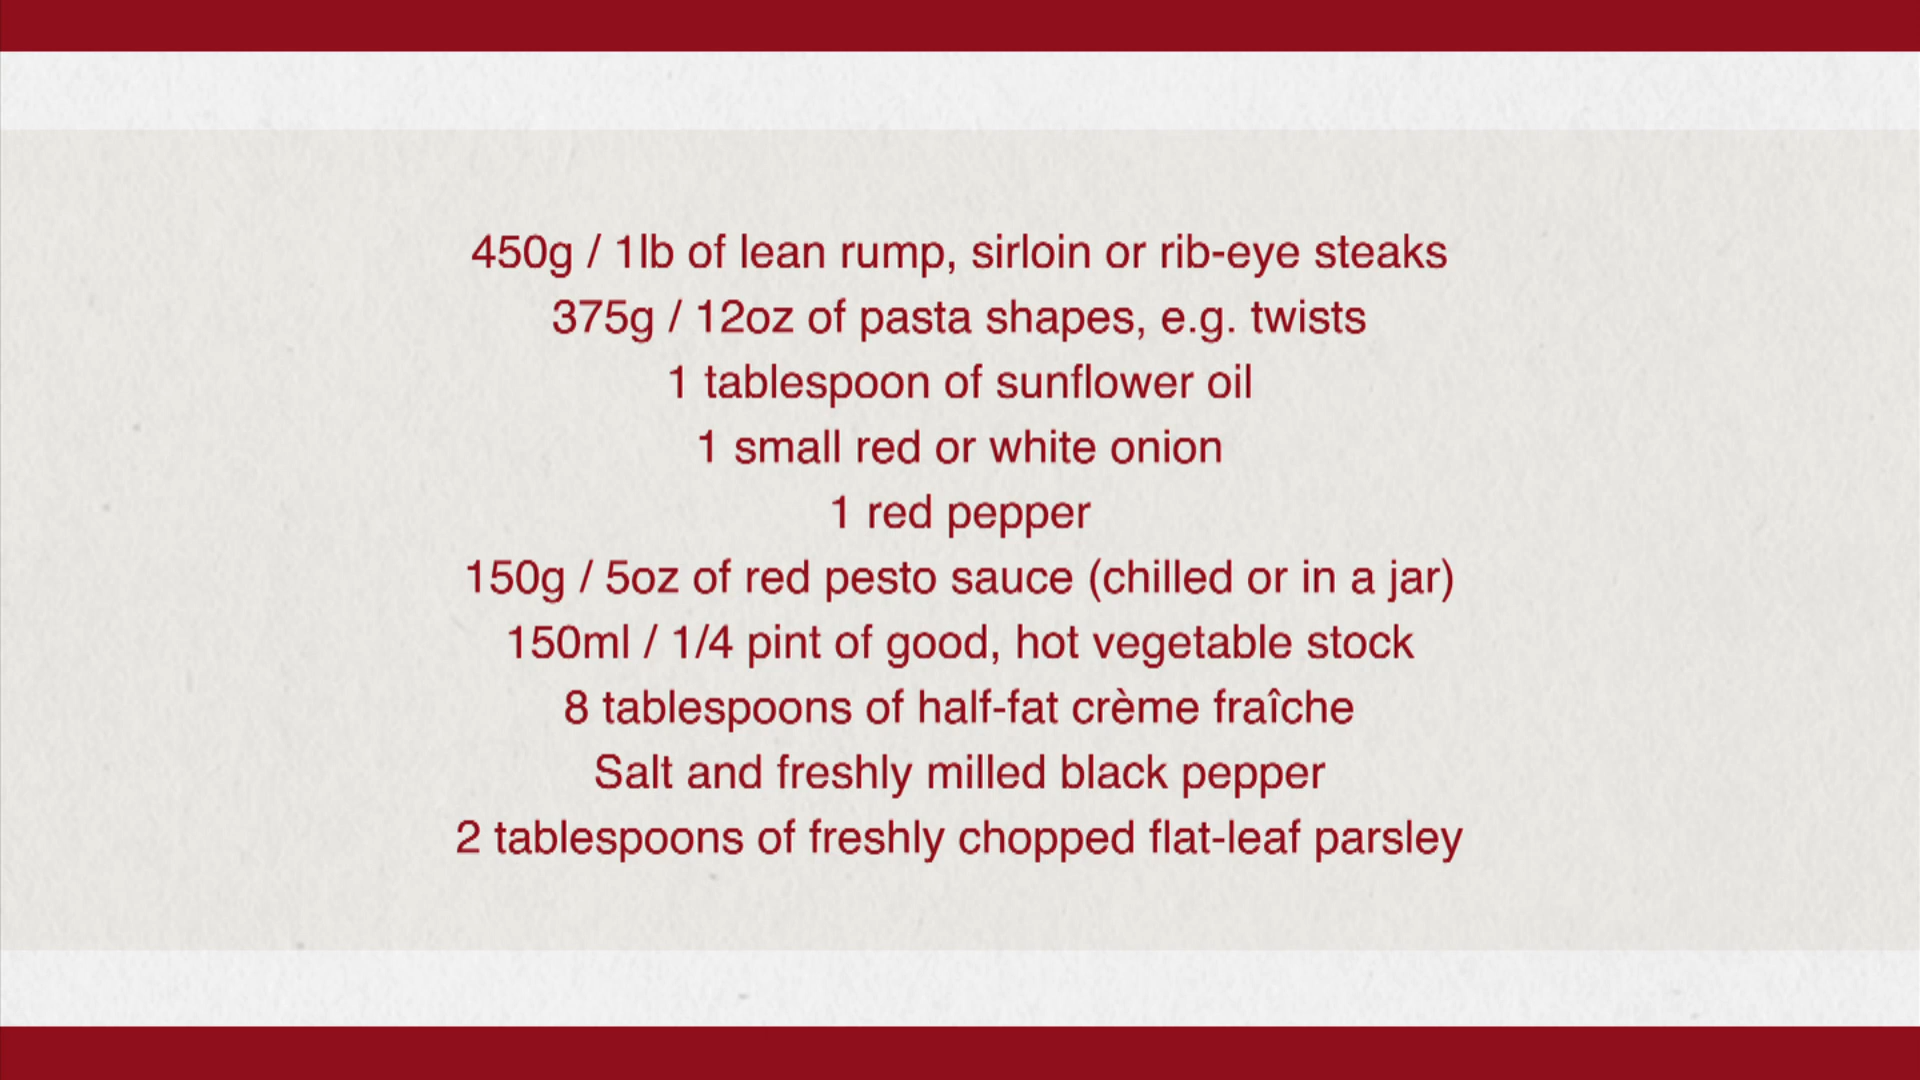 450g / 1lb of lean rump, sirloin or rib-eye steaks
375g / 12oz of pasta shapes, e.g. twists
1 tablespoon of sunflower oil
1 small red or white onion
1 red pepper
150g / 5oz of red pesto sauce (chilled or in a jar)
150ml / 1/4 pint of good, hot vegetable stock
8 tablespoons of half-fat crème fraîche
Salt and freshly milled black pepper
2 tablespoons of freshly chopped flat-leaf parsley